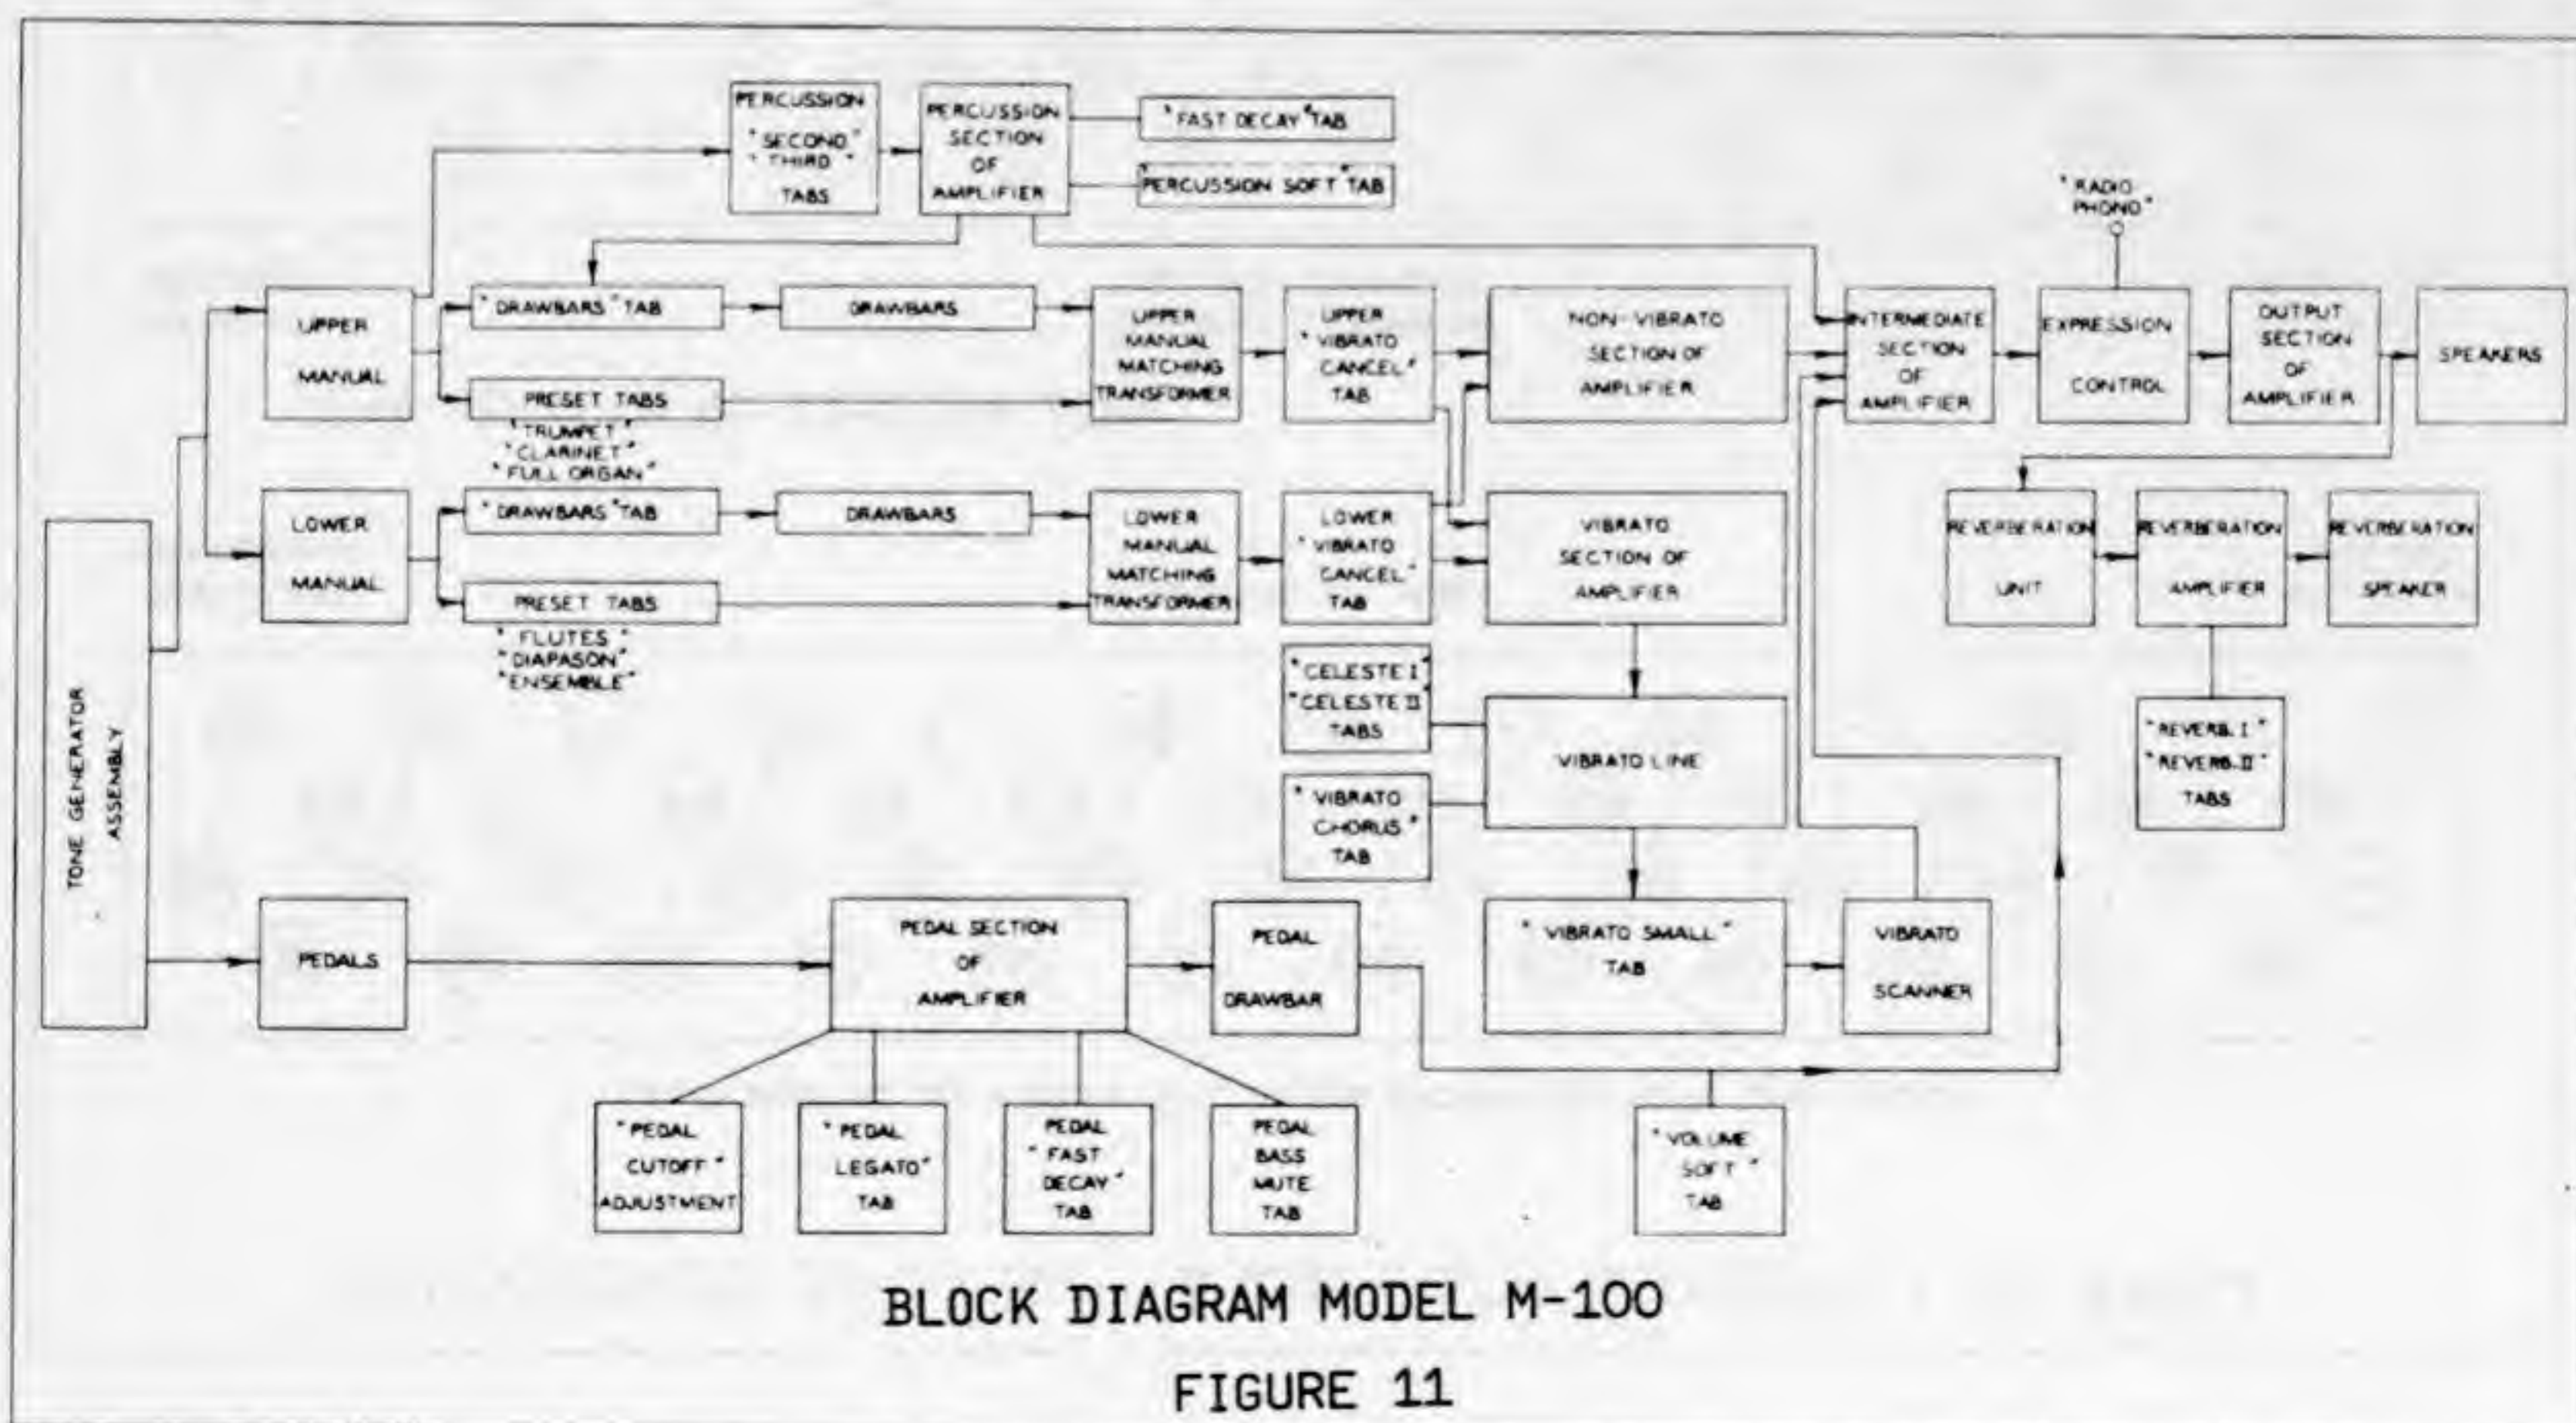 PERCUSSION
"SECOND"
"THIRD"
TABS
PERCUSSION
SECTION
OF
AMPLIFIER
"FAST DECAY" TAB
"PERCUSSION SOFT" TAB
"RADIO
PHONO"
UPPER
MANUAL
"DRAWBARS" TAB
DRAWBARS
PRESET TABS
"TRUMPET"
"CLARINET"
"FULL ORGAN"
UPPER
MANUAL
MATCHING
TRANSFORMER
UPPER
"VIBRATO
CANCEL"
TAB
NON-VIBRATO
SECTION OF
AMPLIFIER
INTERMEDIATE
SECTION
OF
AMPLIFIER
EXPRESSION
CONTROL
OUTPUT
SECTION
OF
AMPLIFIER
SPEAKERS
LOWER
MANUAL
"DRAWBARS" TAB
DRAWBARS
PRESET TABS
"FLUTES"
"DIAPASON"
"ENSEMBLE"
LOWER
MANUAL
MATCHING
TRANSFORMER
LOWER
"VIBRATO
CANCEL"
TAB
VIBRATO
SECTION OF
AMPLIFIER
REVERBERATION
UNIT
REVERBERATION
AMPLIFIER
REVERBERATION
SPEAKER
"CELESTE I"
"CELESTE II"
TABS
VIBRATO LINE
"VIBRATO
CHORUS"
TAB
"REVERB. I"
"REVERB. II"
TABS
TONE GENERATOR
ASSEMBLY
PEDALS
PEDAL SECTION
OF
AMPLIFIER
PEDAL
DRAWBAR
"VIBRATO SMALL"
TAB
VIBRATO
SCANNER
"PEDAL
CUTOFF"
ADJUSTMENT
"PEDAL
LEGATO"
TAB
PEDAL
"FAST
DECAY"
TAB
PEDAL
BASS
MUTE
TAB
"VOLUME
SOFT"
TAB
BLOCK DIAGRAM MODEL M-100
FIGURE 11